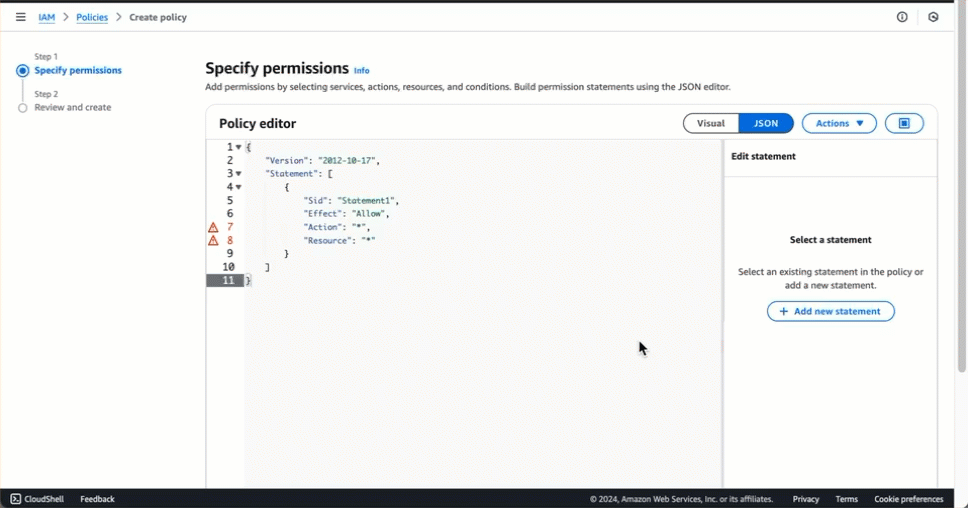 IAM > Policies > Create policy
Step 1
Specify permissions
Step 2
Review and create
Specify permissions Info
Add permissions by selecting services, actions, resources, and conditions. Build permission statements using the JSON editor.
Policy editor
Visual JSON Actions
1 {
2 "Version": "2012-10-17",
3 "Statement": [
4 {
5 "Sid": "Statement1",
6 "Effect": "Allow",
7 "Action": "*",
8 "Resource": "*"
9 }
10 ]
11 }
Edit statement
Select a statement
Select an existing statement in the policy or
add a new statement.
+ Add new statement
CloudShell Feedback © 2024, Amazon Web Services, Inc. or its affiliates. Privacy Terms Cookie preferences